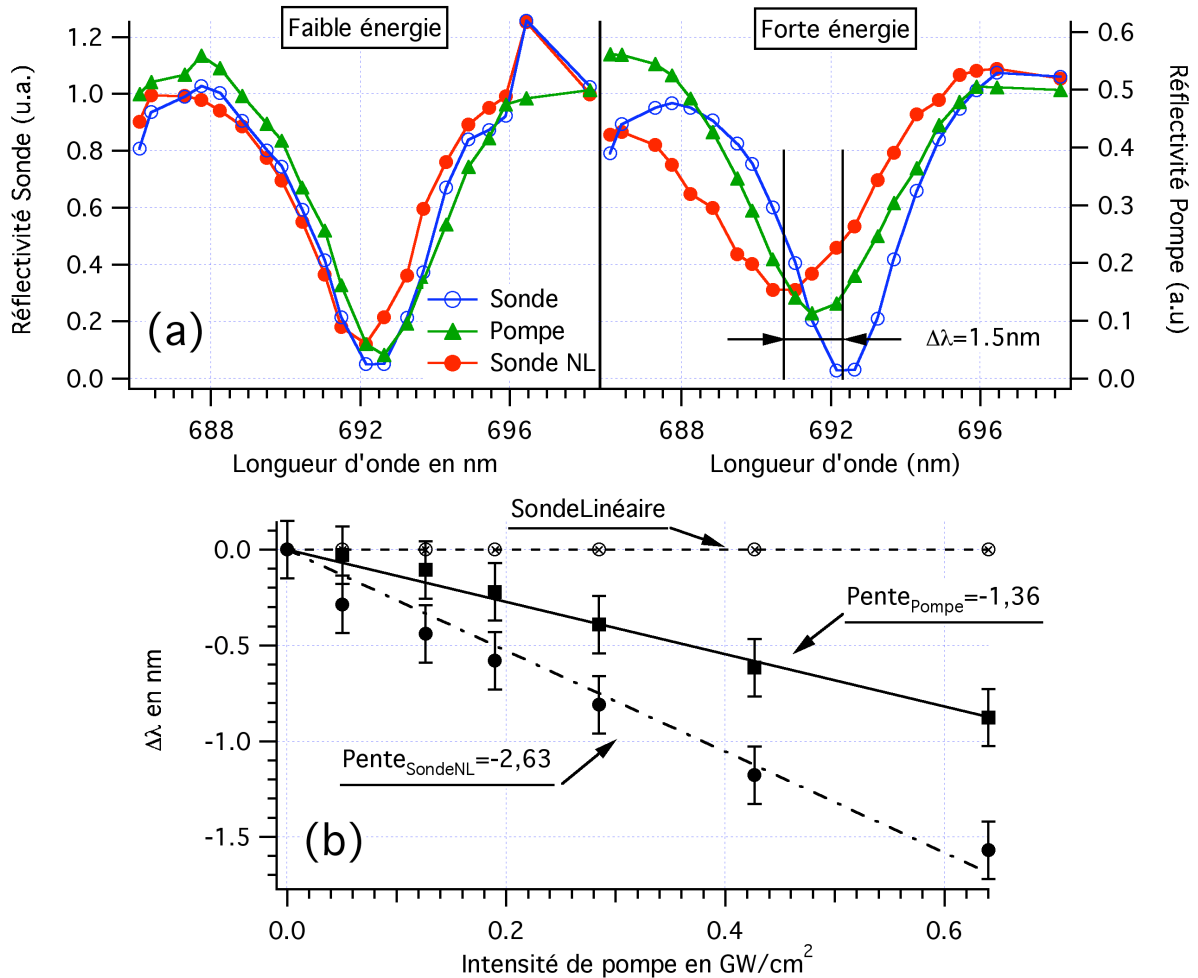 Faible énergie
Forte énergie
Réflectivité Sonde (u.a.)
1.2
1.0
0.8
0.6
0.4
0.2
0.0
(a)
Sonde
Pompe
Sonde NL
Δλ=1.5nm
0.6
0.5
0.4
0.3
0.2
0.1
0.0
Réflectivité Pompe (a.u)
688 692 696
688 692 696
Longueur d'onde en nm
Longueur d'onde (nm)
SondeLinéaire
PentePompe=-1,36
PenteSondeNL=-2,63
(b)
Δλ en nm
0.0
-0.5
-1.0
-1.5
0.0 0.2 0.4 0.6
Intensité de pompe en GW/cm²